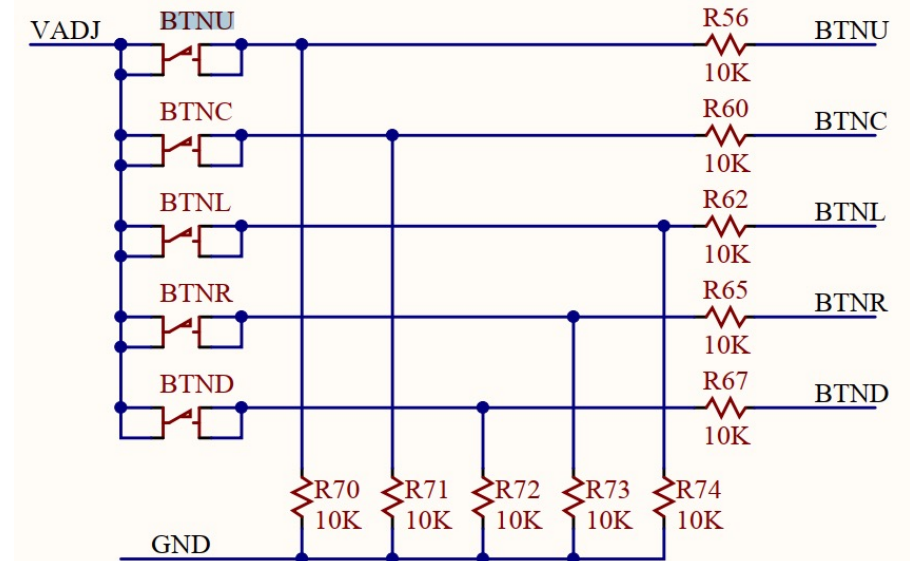 BTNU
R56
VADJ
BTNU
10K
BTNC
R60
BTNC
10K
BTNL
R62
BTNL
10K
BTNR
R65
BTNR
10K
BTND
R67
BTND
10K
R70 R71 R72 R73 R74
10K 10K 10K 10K 10K
GND